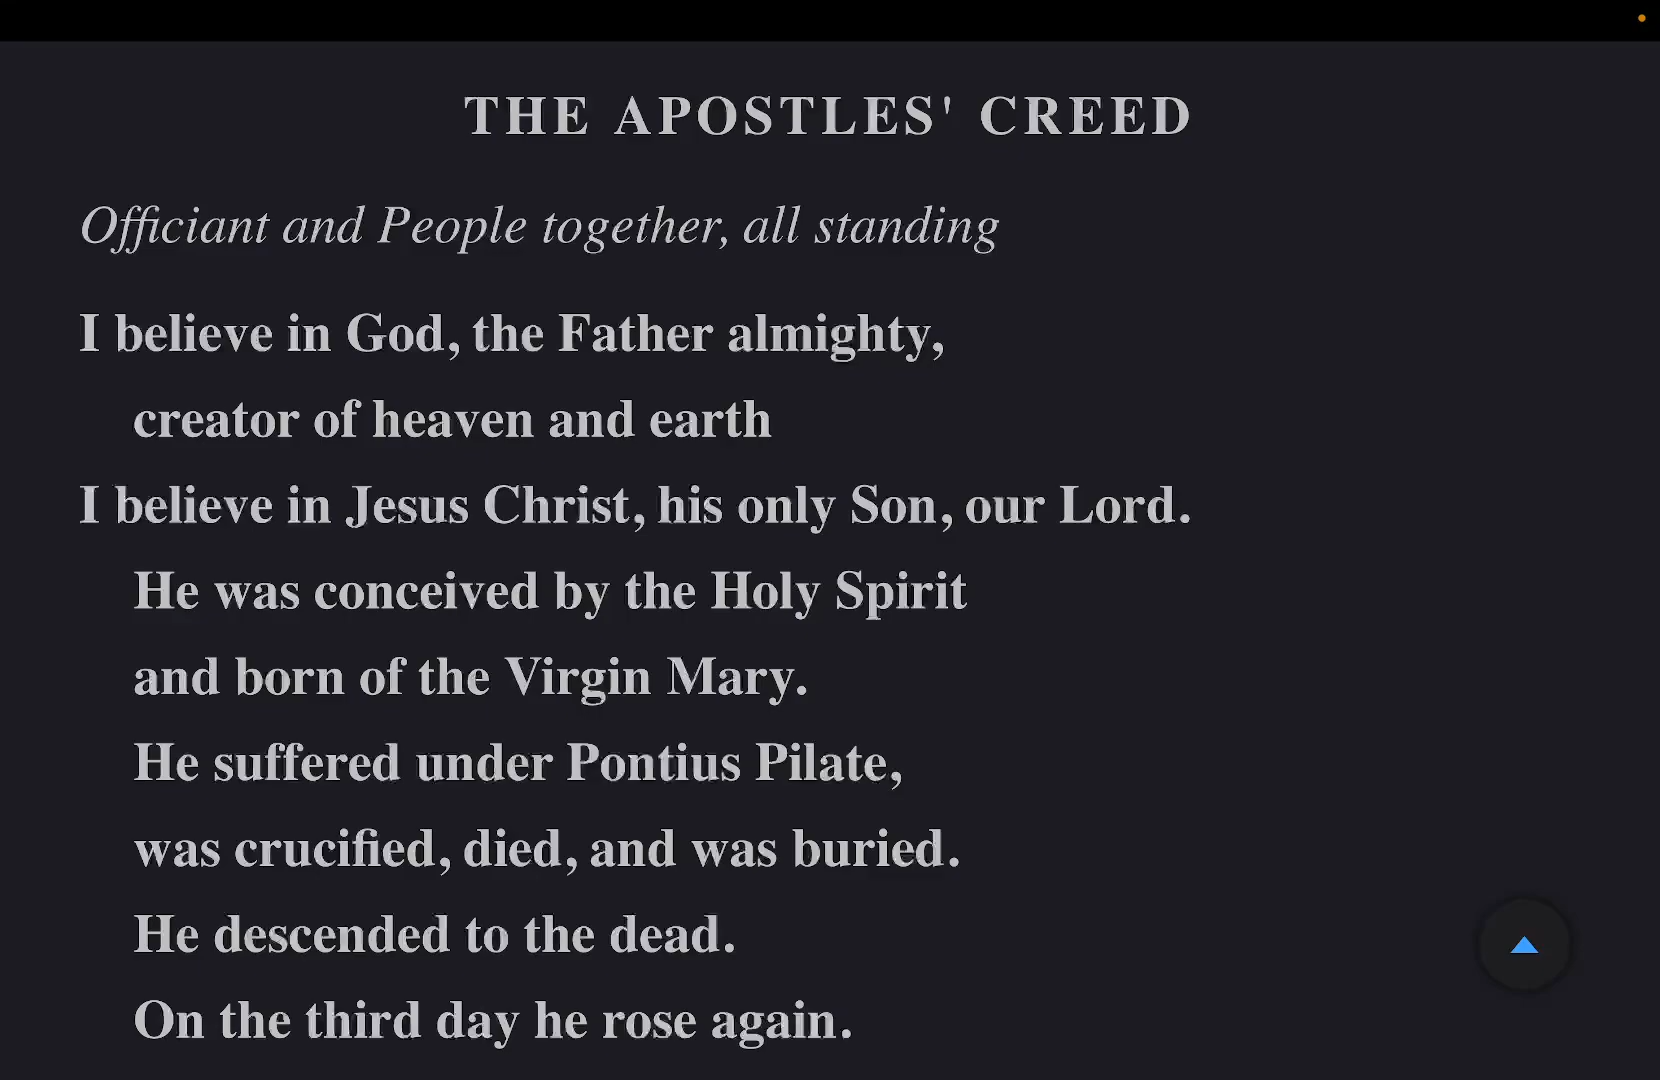 THE APOSTLES' CREED
Officiant and People together, all standing
I believe in God, the Father almighty,
creator of heaven and earth
I believe in Jesus Christ, his only Son, our Lord.
He was conceived by the Holy Spirit
and born of the Virgin Mary.
He suffered under Pontius Pilate,
was crucified, died, and was buried.
He descended to the dead.
On the third day he rose again.